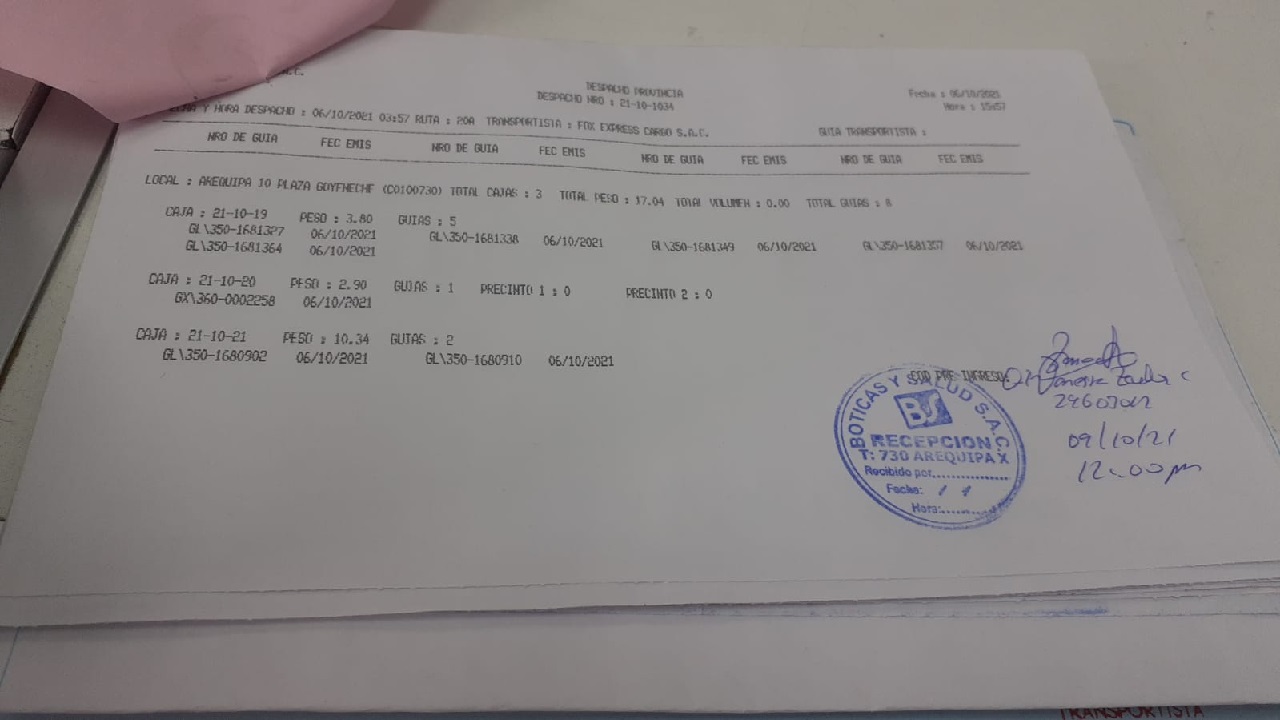 DESPACHO PROVINCIA
DESPACHO NRO : 21-10-1034
Fecha : 06/10/2021
Hora : 15:57
Y HORA DESPACHO : 06/10/2021 03:57 RUTA : 20A TRANSPORTISTA : FOX EXPRESS CARGO S.A.C. GUIA TRANSPORTISTA :
NRO DE GUIA FEC EMIS NRO DE GUIA FEC EMIS NRO DE GUIA FEC EMIS NRO DE GUIA FEC EMIS
LOCAL : AREQUIPA 10 PLAZA GOYENECHE (C0100730) TOTAL CAJAS : 3 TOTAL PESO : 17.04 TOTAL VOLUMEN : 0.00 TOTAL GUIAS : 8
CAJA : 21-10-19 PESO : 3.80 GUIAS : 5
GL\350-1681327 06/10/2021 GL\350-1681338 06/10/2021 GL\350-1681349 06/10/2021 GL\350-1681357 06/10/2021
GL\350-1681364 06/10/2021
CAJA : 21-10-20 PESO : 2.90 GUIAS : 1 PRECINTO 1 : 0 PRECINTO 2 : 0
GX\360-0002258 06/10/2021
CAJA : 21-10-21 PESO : 10.34 GUIAS : 2
GL\350-1680902 06/10/2021 GL\350-1680910 06/10/2021
COD PRE INGRESO:
BOTICAS Y SALUD S.A.C.
BS
RECEPCION
T: 730 AREQUIPA X
Recibido por
Fecha: / /
Hora:
09/10/21
12:00pm
TRANSPORTISTA